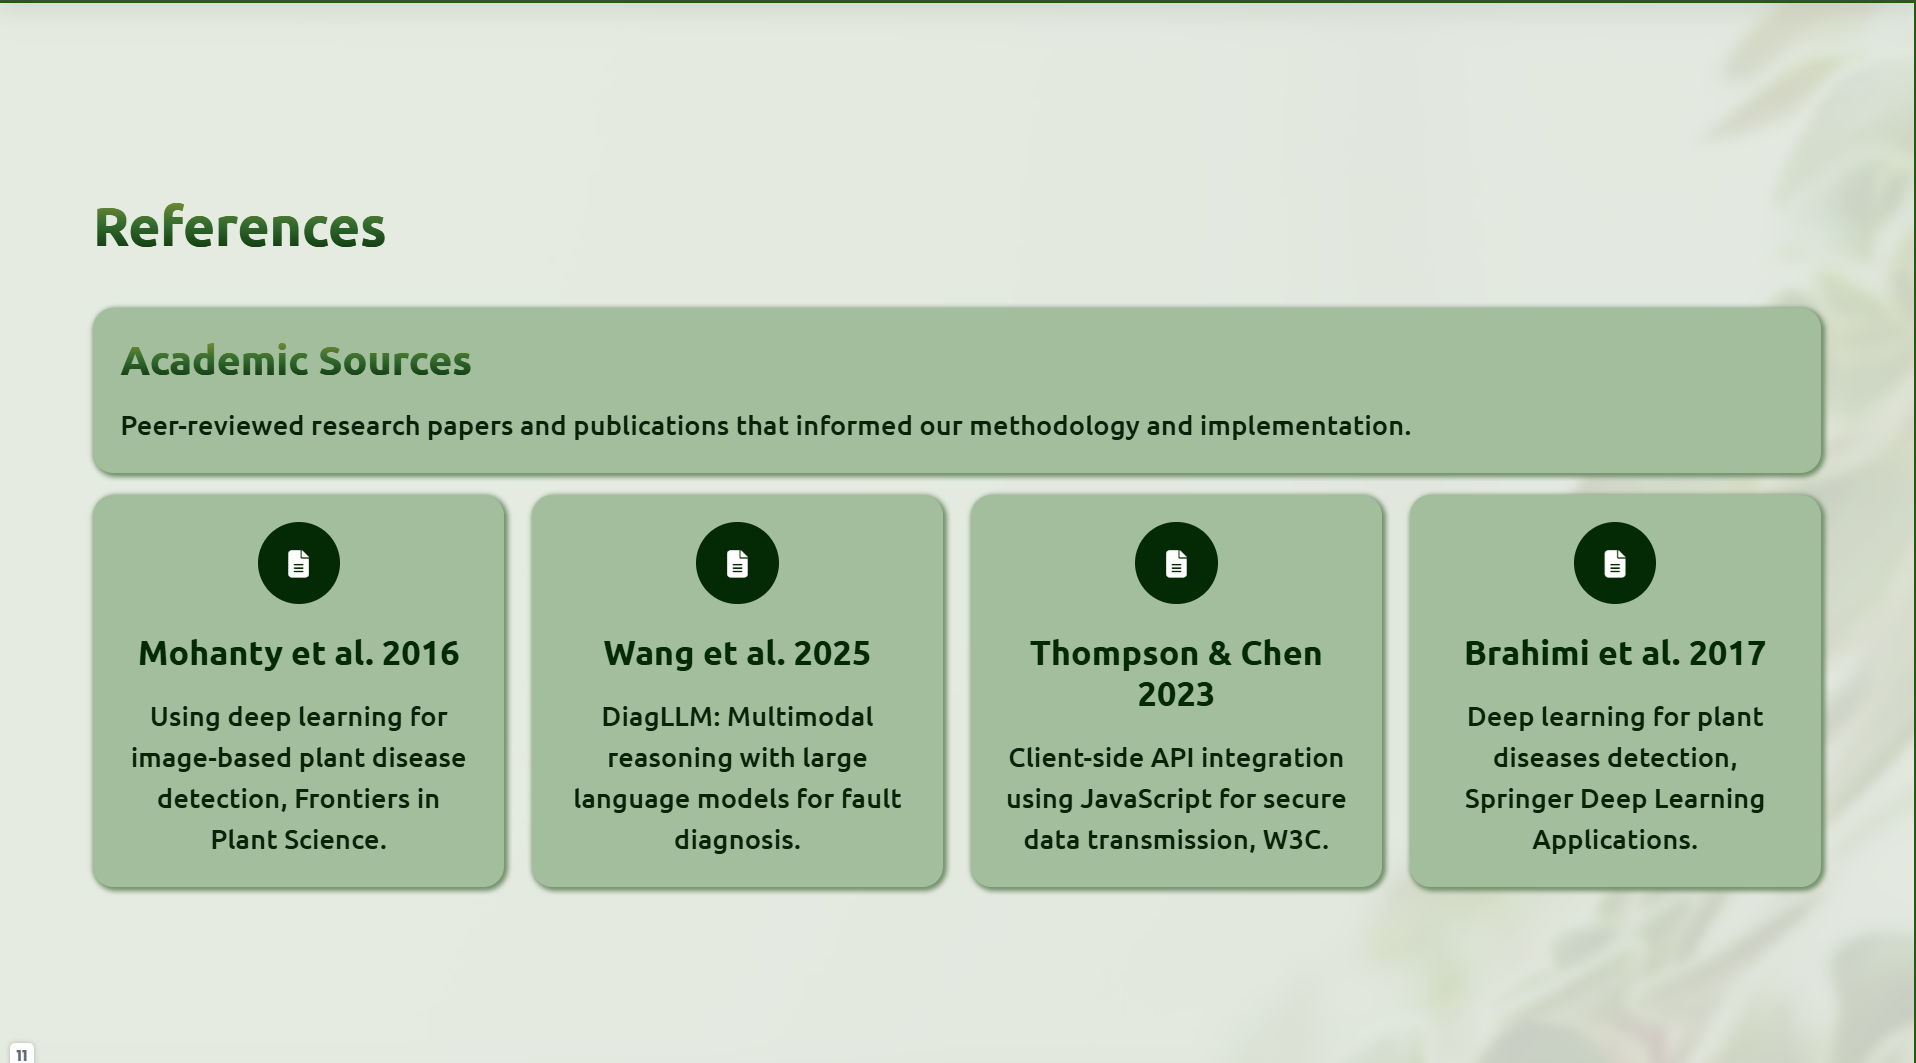 References
Academic Sources
Peer-reviewed research papers and publications that informed our methodology and implementation.
Mohanty et al. 2016
Using deep learning for
image-based plant disease
detection, Frontiers in
Plant Science.
Wang et al. 2025
DiagLLM: Multimodal
reasoning with large
language models for fault
diagnosis.
Thompson & Chen
2023
Client-side API integration
using JavaScript for secure
data transmission, W3C.
Brahimi et al. 2017
Deep learning for plant
diseases detection,
Springer Deep Learning
Applications.
11